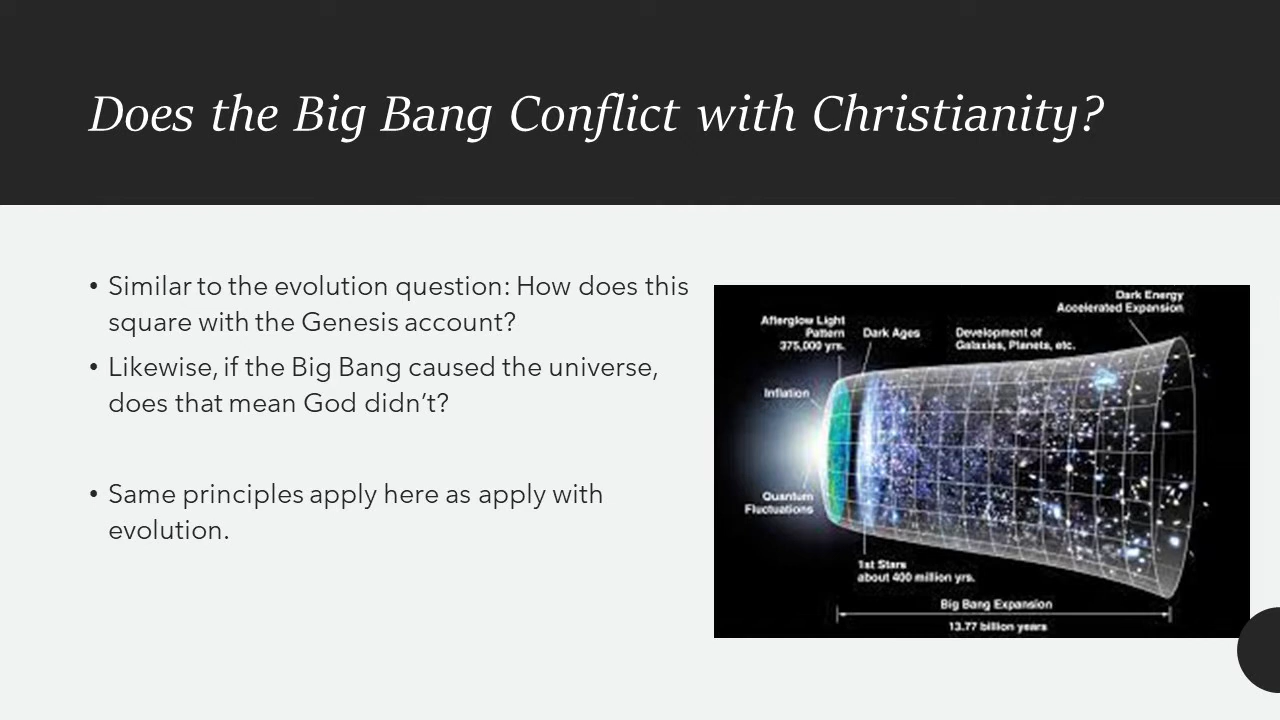 Does the Big Bang Conflict with Christianity?
• Similar to the evolution question: How does this
square with the Genesis account?
• Likewise, if the Big Bang caused the universe,
does that mean God didn’t?
• Same principles apply here as apply with
evolution.
Dark Energy
Accelerated Expansion
Afterglow Light
Pattern
375,000 yrs.
Dark Ages
Development of
Galaxies, Planets, etc.
Inflation
Quantum
Fluctuations
1st Stars
about 400 million yrs.
Big Bang Expansion
13.77 billion years